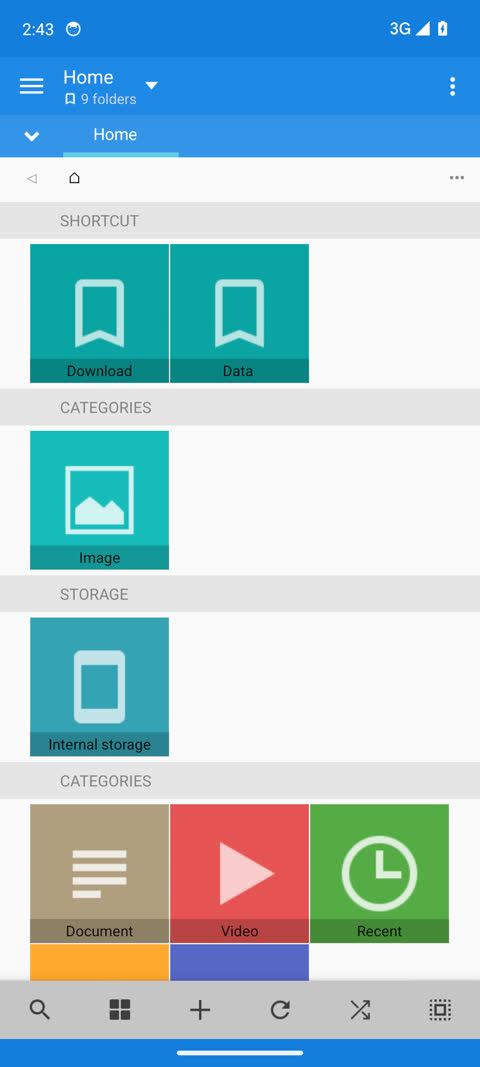 2:43
3G
Home
9 folders
Home
SHORTCUT
Download
Data
CATEGORIES
Image
STORAGE
Internal storage
CATEGORIES
Document
Video
Recent